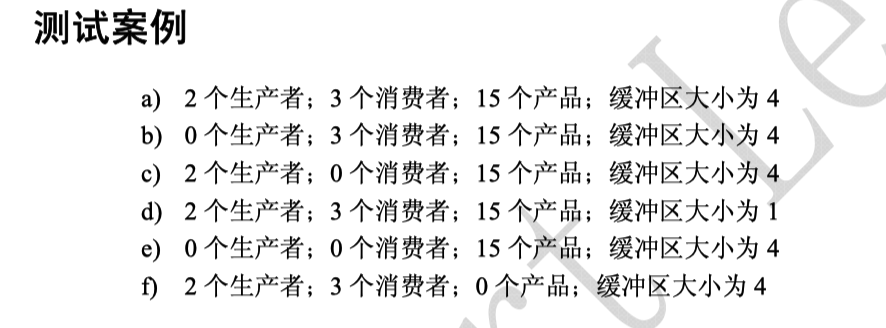 测试案例
a) 2 个生产者；3 个消费者；15 个产品；缓冲区大小为 4
b) 0 个生产者；3 个消费者；15 个产品；缓冲区大小为 4
c) 2 个生产者；0 个消费者；15 个产品；缓冲区大小为 4
d) 2 个生产者；3 个消费者；15 个产品；缓冲区大小为 1
e) 0 个生产者；0 个消费者；15 个产品；缓冲区大小为 4
f) 2 个生产者；3 个消费者；0 个产品；缓冲区大小为 4